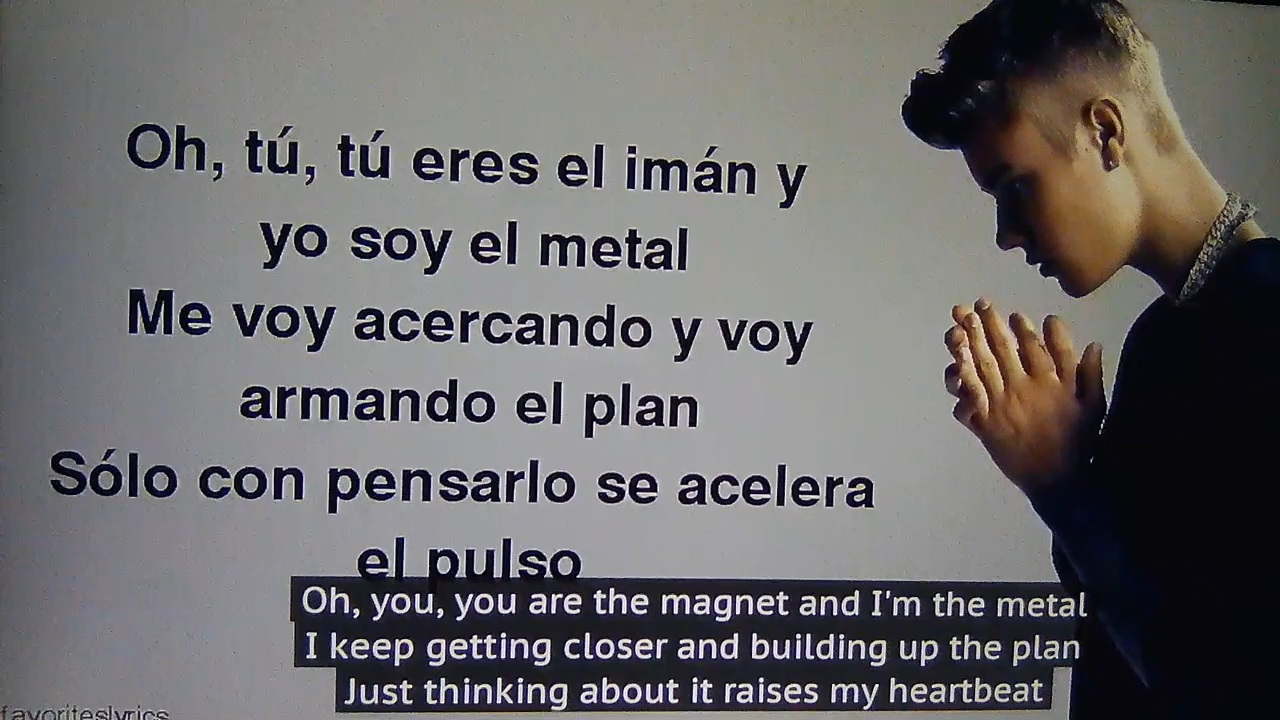 Oh, tú, tú eres el imán y
yo soy el metal
Me voy acercando y voy
armando el plan
Sólo con pensarlo se acelera
el pulso
Oh, you, you are the magnet and I'm the metal
I keep getting closer and building up the plan
Just thinking about it raises my heartbeat
favoriteslyrics